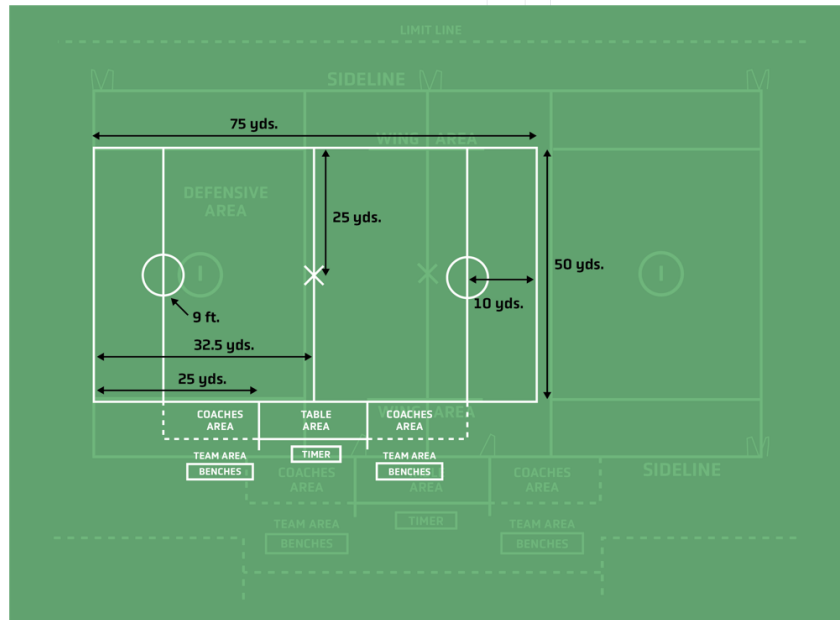 LIMIT LINE
SIDELINE
75 yds.
WING AREA
DEFENSIVE
AREA
25 yds.
50 yds.
10 yds.
9 ft.
32.5 yds.
25 yds.
COACHES
AREA
TABLE
AREA
COACHES
AREA
AREA
TEAM AREA
BENCHES
TIMER
TEAM AREA
BENCHES
COACHES
AREA
AREA
COACHES
AREA
SIDELINE
TIMER
TEAM AREA
BENCHES
TEAM AREA
BENCHES